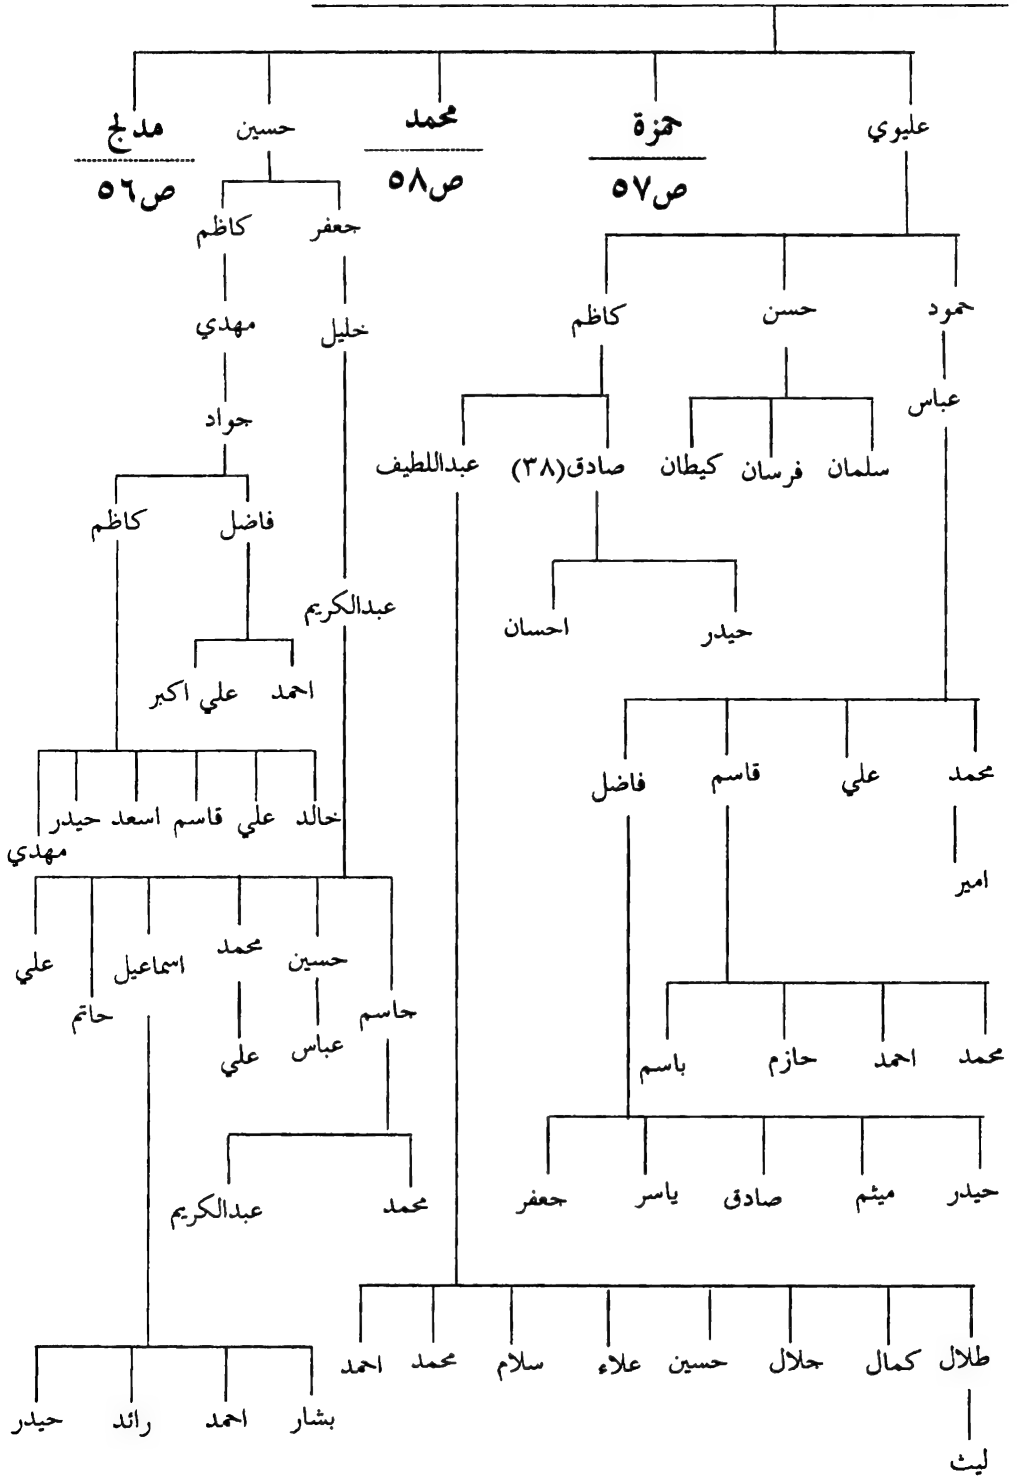 عليوي حمزة محمد حسين مدلج
ص٥٧ ص٥٨ ص٥٦
جعفر كاظم
حمود حسن كاظم
خليل مهدي
عباس
جواد
سلمان فرسان كيطان صادق(٣٨) عبداللطيف
فاضل كاظم
عبدالكريم
حيدر احسان
احمد علي اكبر
محمد علي قاسم فاضل
خالد علي قاسم اسعد حيدر
مهدي
امير
محمد حسين اسماعيل علي
حاسم حاتم
محمد احمد حازم باسم
عباس علي
حيدر ميثم صادق ياسر جعفر
محمد عبدالكريم
طلال كمال حلال حسين علاء سلام محمد احمد
بشار احمد رائد حيدر
ليث